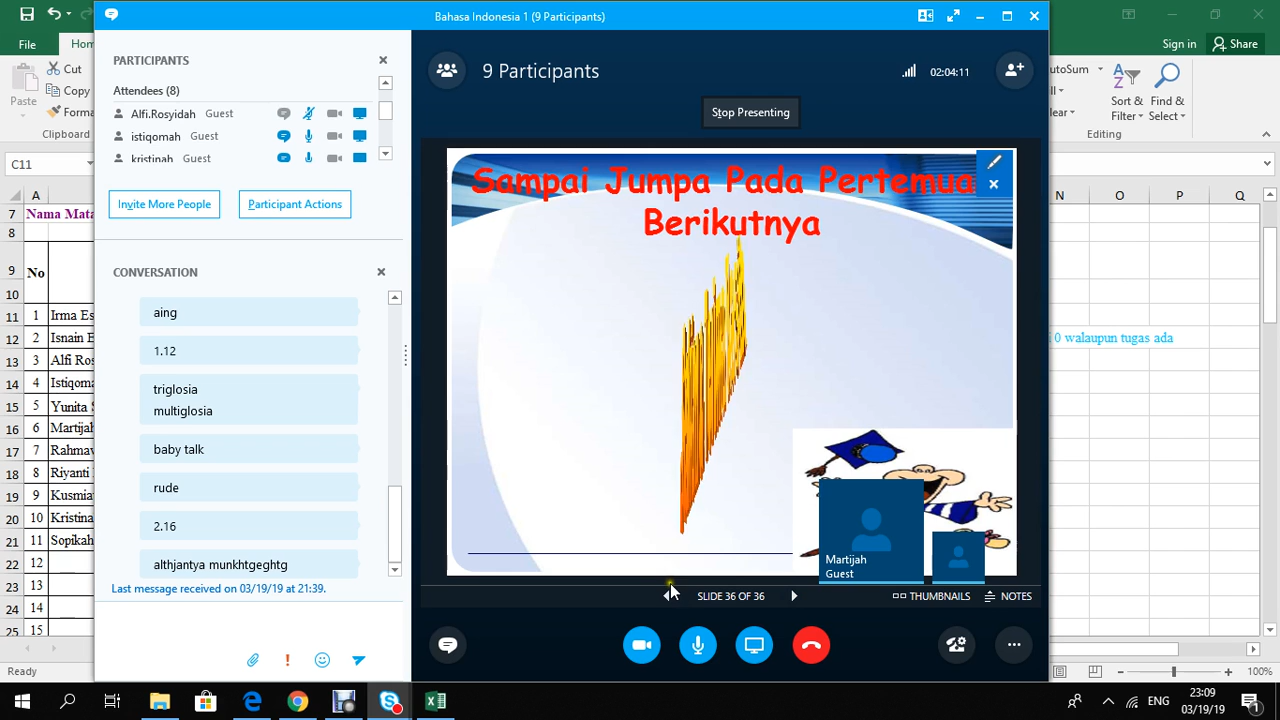 Bahasa Indonesia 1 (9 Participants)
Sign in
Share
Cut
Copy
Paste
Clipboard
AutoSum
Sort &
Filter
Find &
Select
Editing
C11
PARTICIPANTS
Attendees (8)
Alfi.Rosyidah Guest
istiqomah Guest
kristinah Guest
Invite More People
Participant Actions
9 Participants
02:04:11
Stop Presenting
A
N O P Q
7 Nama Mata
8
9 No
10
11 1 Irma Es
12 2 Isnain E
13 3 Alfi Ros
14 4 Istiqoma
15 5 Yunita S
16 6 Martijah
17 7 Rahmaw
18 8 Riyanti
19 9 Kusmiat
20 10 Kristina
21 11 Sopikah
22 12
23 13
24 14
25 15
0 walaupun tugas ada
CONVERSATION
aing
1.12
triglosia
multiglosia
baby talk
rude
2.16
althjantya munkhtgeghtg
Last message received on 03/19/19 at 21:39.
Sampai Jumpa Pada Pertemua
Berikutnya
Martijah
Guest
SLIDE 36 OF 36
THUMBNAILS
NOTES
Ready
100%
ENG
23:09
03/19/19
1